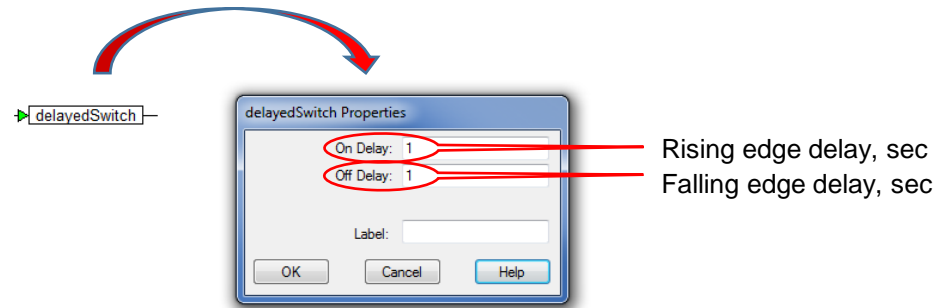 delayedSwitch
delayedSwitch Properties
On Delay: 1
Off Delay: 1
Label:
OK Cancel Help
Rising edge delay, sec
Falling edge delay, sec